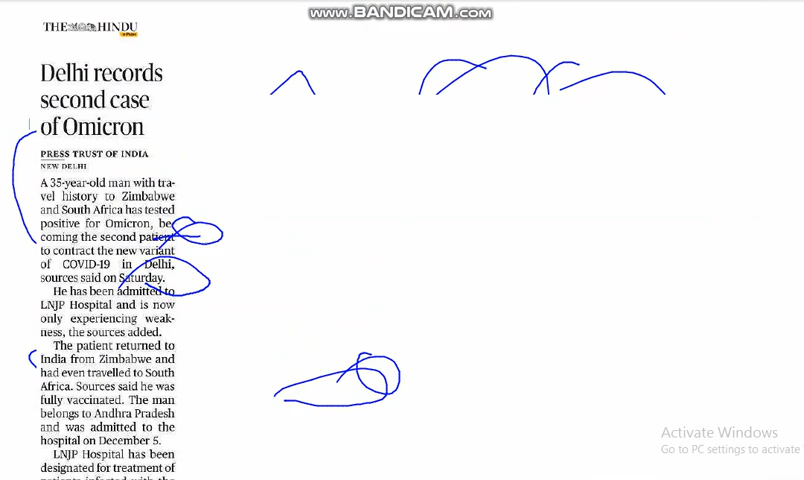 www.BANDICAM.com
THE HINDU
Delhi records
second case
of Omicron
PRESS TRUST OF INDIA
NEW DELHI
A 35-year-old man with tra-
vel history to Zimbabwe
and South Africa has tested
positive for Omicron, be-
coming the second patient
to contract the new variant
of COVID-19 in Delhi,
sources said on Saturday.
He has been admitted to
LNJP Hospital and is now
only experiencing weak-
ness, the sources added.
The patient returned to
India from Zimbabwe and
had even travelled to South
Africa. Sources said he was
fully vaccinated. The man
belongs to Andhra Pradesh
and was admitted to the
hospital on December 5.
LNJP Hospital has been
designated for treatment of
patients infected with the
Activate Windows
Go to PC settings to activate